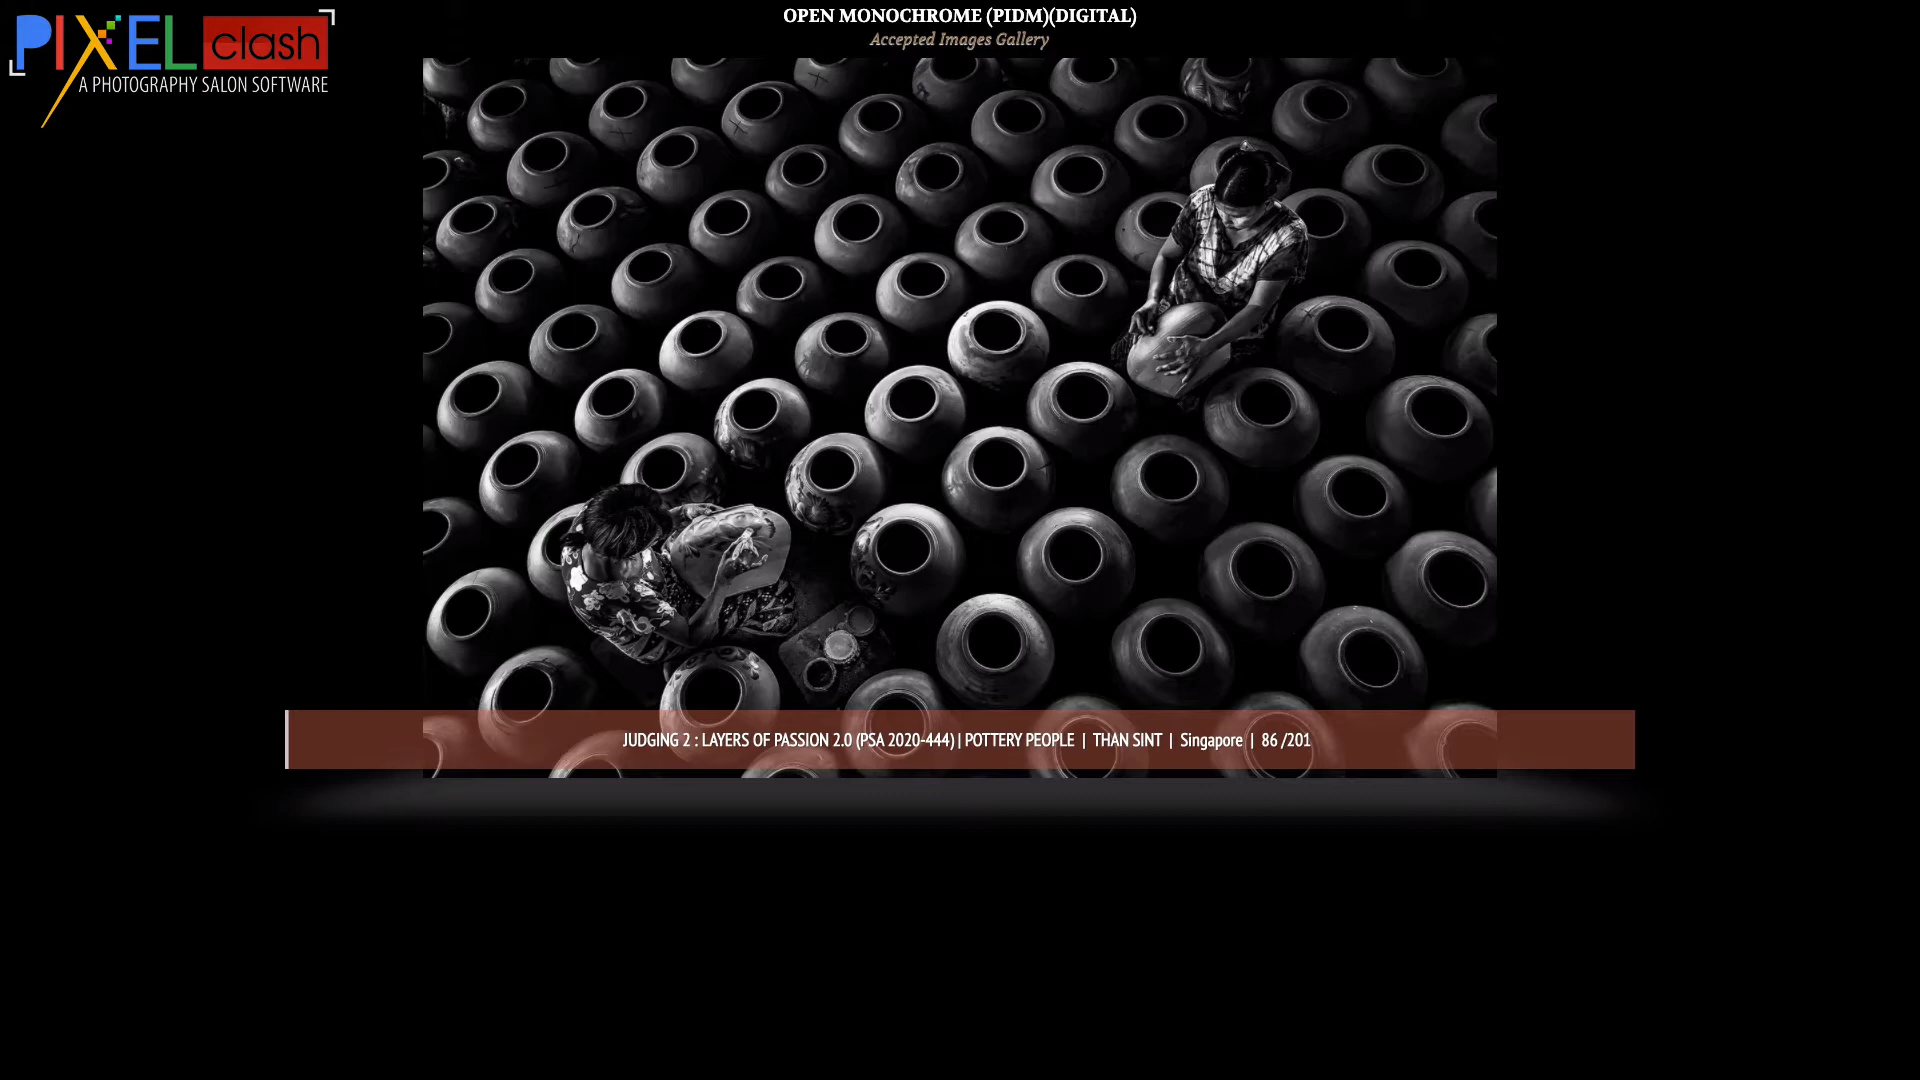 PIXEL clash
A PHOTOGRAPHY SALON SOFTWARE
OPEN MONOCHROME (PIDM)(DIGITAL)
Accepted Images Gallery
JUDGING 2 : LAYERS OF PASSION 2.0 (PSA 2020-444) | POTTERY PEOPLE | THAN SINT | Singapore | 86 /201